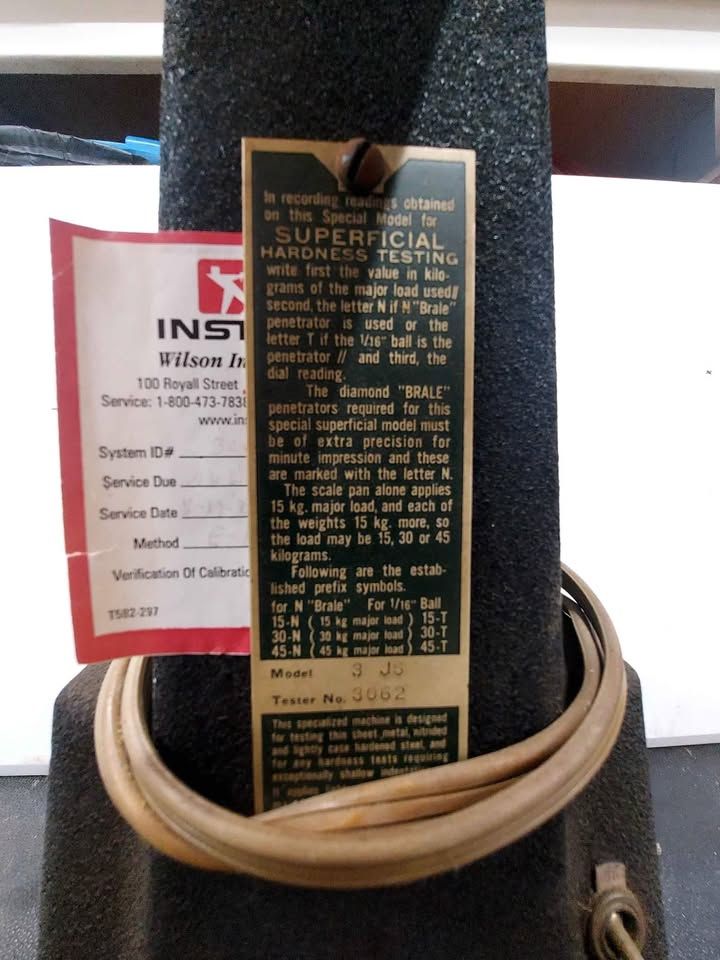 In recording readings obtained
on this Special Model for
SUPERFICIAL
HARDNESS TESTING
write first the value in kilo-
grams of the major load used//
second, the letter N if N "Brale"
penetrator is used or the
letter T if the 1/16" ball is the
penetrator // and third, the
dial reading.
The diamond "BRALE"
penetrators required for this
special superficial model must
be of extra precision for
minute impression and these
are marked with the letter N.
The scale pan alone applies
15 kg. major load, and each of
the weights 15 kg. more, so
the load may be 15, 30 or 45
kilograms.
Following are the estab-
lished prefix symbols.
for N "Brale" For 1/16" Ball
15-N ( 15 kg major load ) 15-T
30-N ( 30 kg major load ) 30-T
45-N ( 45 kg major load ) 45-T
Model 3 JS
Tester No. 3062
This specialized machine is designed
for testing thin sheet metal, nitrided
and lightly case hardened steel, and
for any hardness tests requiring
exceptionally shallow
INST
Wilson In
100 Royall Street
Service: 1-800-473-7838
www.ins
System ID#
Service Due
Service Date
Method
Verification Of Calibratio
T582-297